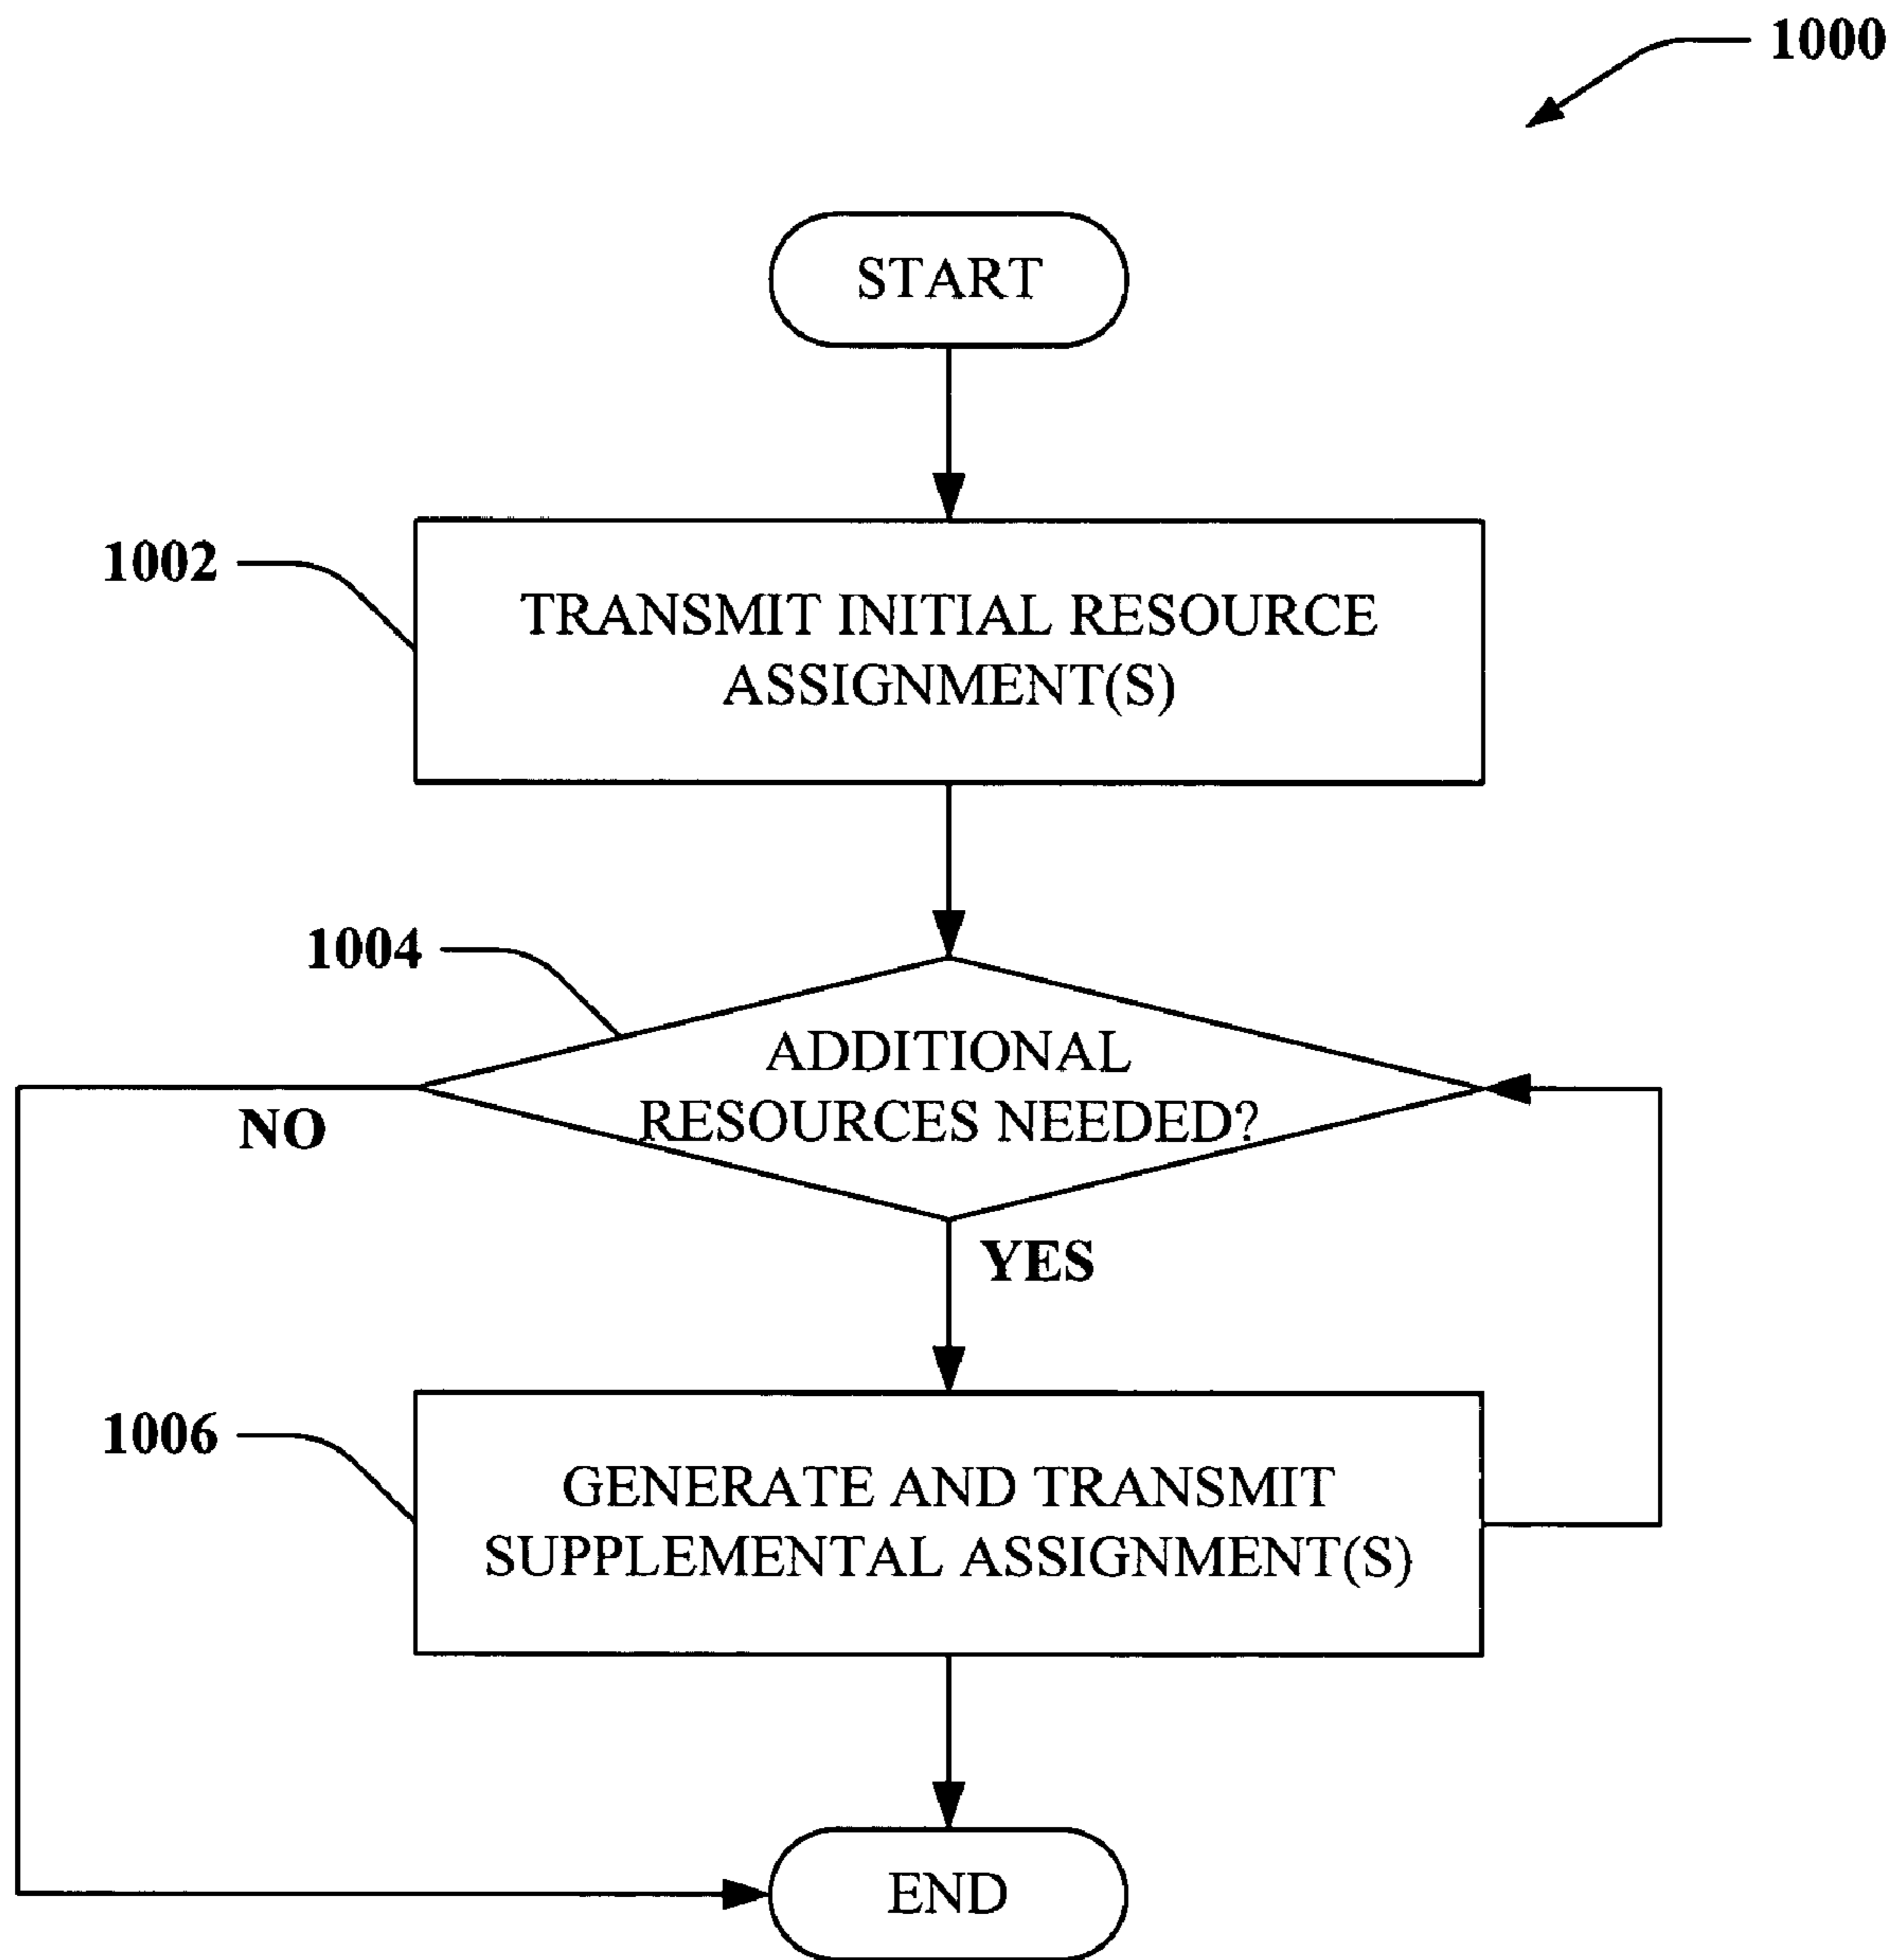 1000
START
1002
TRANSMIT INITIAL RESOURCE
ASSIGNMENT(S)
1004
ADDITIONAL
RESOURCES NEEDED?
NO
YES
1006
GENERATE AND TRANSMIT
SUPPLEMENTAL ASSIGNMENT(S)
END